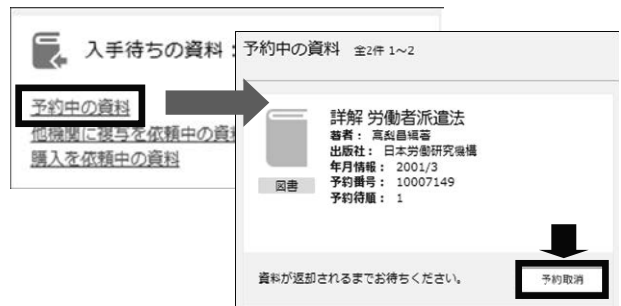 入手待ちの資料：
予約中の資料
他機関に複写を依頼中の資料
購入を依頼中の資料
予約中の資料 全2件 1～2
詳解 労働者派遣法
著者： 高梨昌編著
出版社： 日本労働研究機構
年月情報： 2001/3
予約番号： 10007149
予約待順： 1
図書
資料が返却されるまでお待ちください。
予約取消